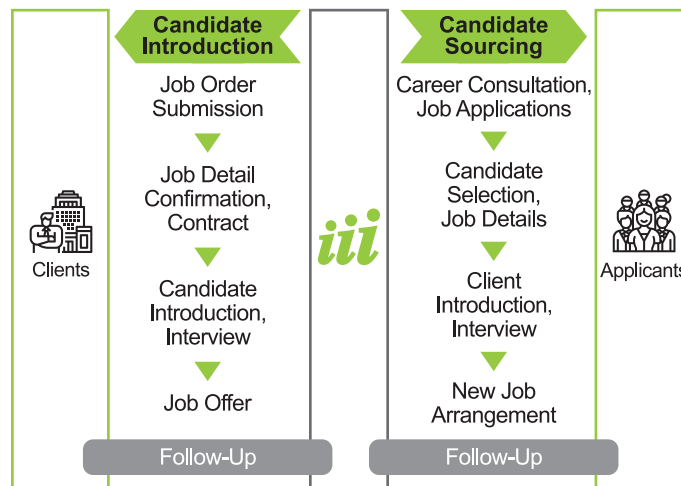 Candidate
Introduction
Job Order
Submission
Job Detail
Confirmation,
Contract
Candidate
Introduction,
Interview
Job Offer
Follow-Up
Clients
iii
Candidate
Sourcing
Career Consultation,
Job Applications
Candidate
Selection,
Job Details
Client
Introduction,
Interview
New Job
Arrangement
Follow-Up
Applicants